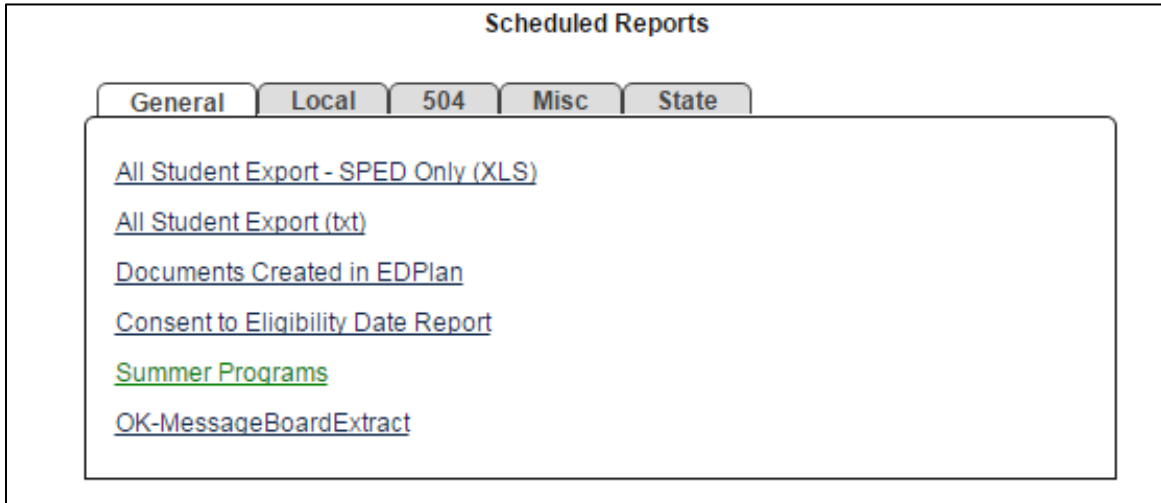 Scheduled Reports
General Local 504 Misc State
All Student Export - SPED Only (XLS)
All Student Export (txt)
Documents Created in EDPlan
Consent to Eligibility Date Report
Summer Programs
OK-MessageBoardExtract